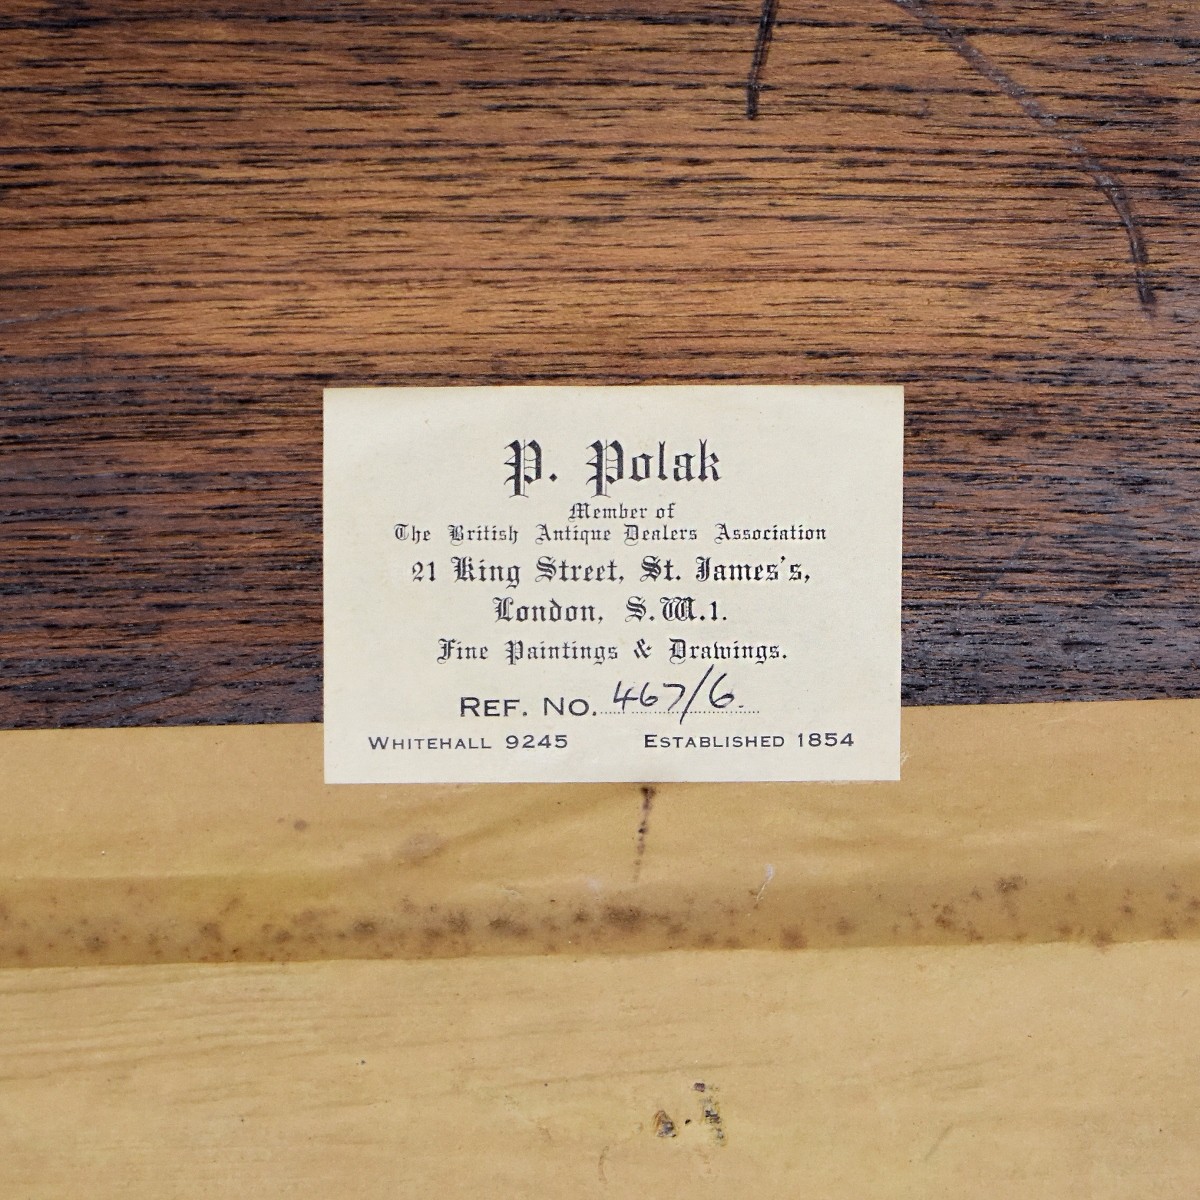 P. Polak
Member of
The British Antique Dealers Association
21 King Street, St. James's,
London, S.W.1.
Fine Paintings & Drawings.
REF. NO. 467/6.
WHITEHALL 9245 ESTABLISHED 1854